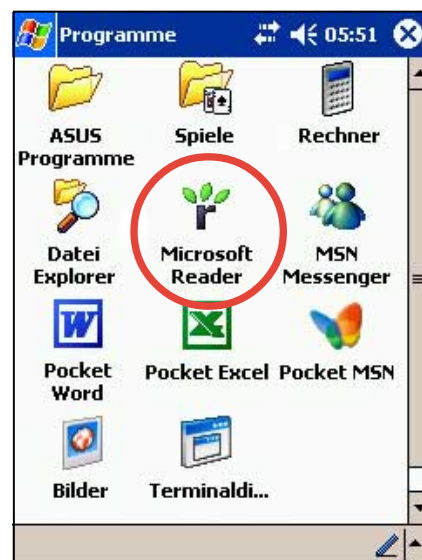 Programme 05:51
ASUS Programme
Spiele
Rechner
Datei Explorer
Microsoft Reader
MSN Messenger
Pocket Word
Pocket Excel
Pocket MSN
Bilder
Terminaldi...